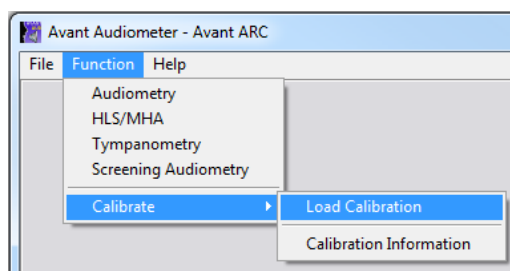 Avant Audiometer - Avant ARC
File Function Help
Audiometry
HLS/MHA
Tympanometry
Screening Audiometry
Calibrate
Load Calibration
Calibration Information